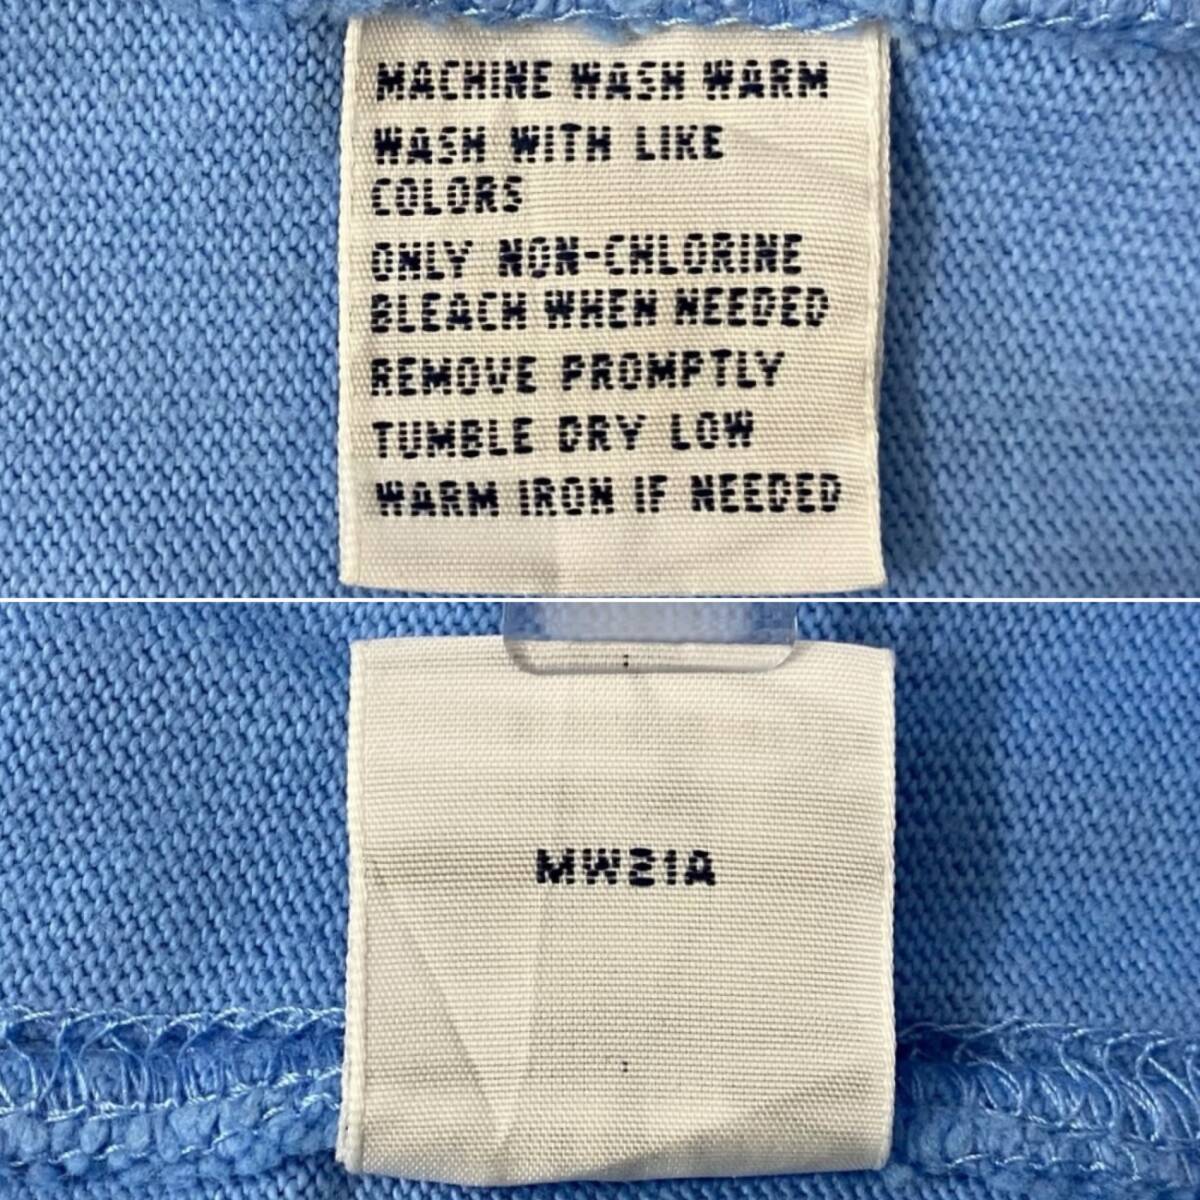 MACHINE WASH WARM
WASH WITH LIKE
COLORS
ONLY NON-CHLORINE
BLEACH WHEN NEEDED
REMOVE PROMPTLY
TUMBLE DRY LOW
WARM IRON IF NEEDED
MW21A